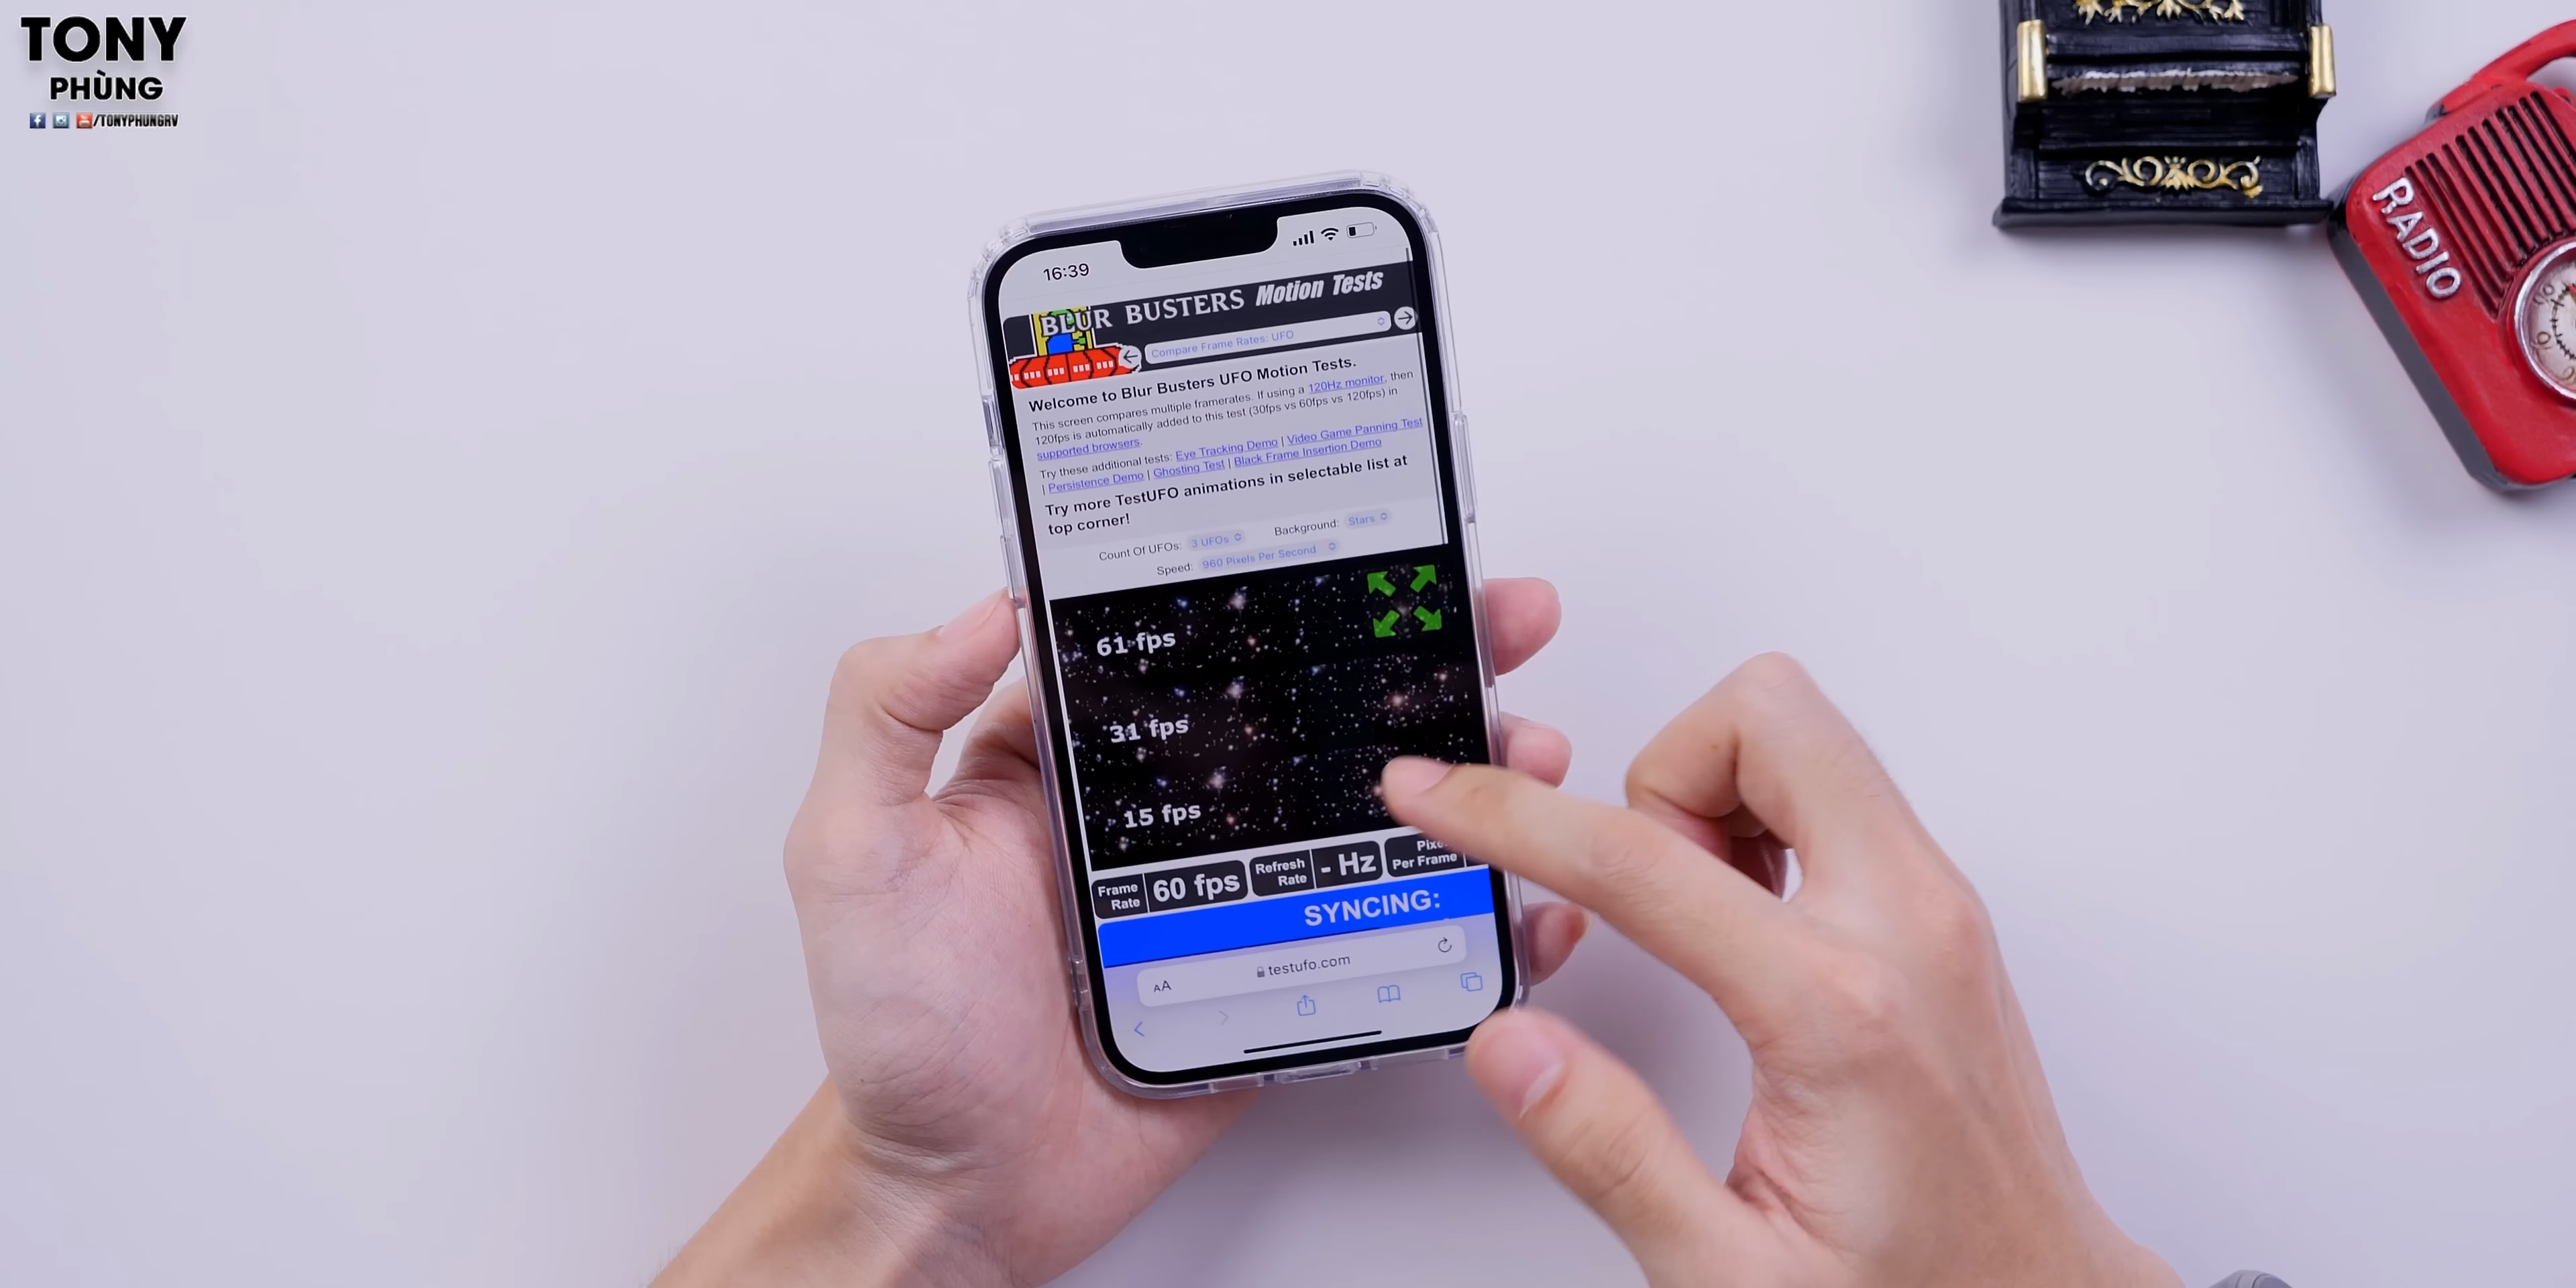 TONY
PHÙNG
/TONYPHUNGRV
16:39
BLUR BUSTERS Motion Tests
Compare Frame Rates: UFO
Welcome to Blur Busters UFO Motion Tests.
This screen compares multiple framerates. If using a 120Hz monitor, then
120fps is automatically added to this test (30fps vs 60fps vs 120fps) in
supported browsers.
Try these additional tests: Eye Tracking Demo | Video Game Panning Test
| Persistence Demo | Ghosting Test | Black Frame Insertion Demo
Try more TestUFO animations in selectable list at
top corner!
Count Of UFOs: 3 UFOs Background: Stars
Speed: 960 Pixels Per Second
61 fps
31 fps
15 fps
Frame
Rate
60 fps
Refresh
Rate
- Hz
Per Frame
SYNCING:
AA
testufo.com
RADIO